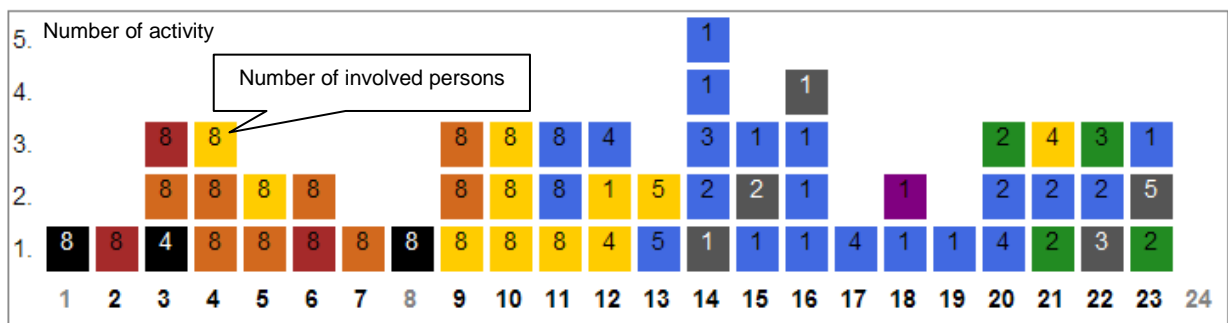 5. Number of activity 1
Number of involved persons
4. 1 1
3. 8 8 8 8 8 4 3 1 1 2 4 3 1
2. 8 8 8 8 8 8 8 1 5 2 2 1 1 2 2 2 5
1. 8 8 4 8 8 8 8 8 8 8 8 4 5 1 1 1 4 1 1 4 2 3 2
1 2 3 4 5 6 7 8 9 10 11 12 13 14 15 16 17 18 19 20 21 22 23 24